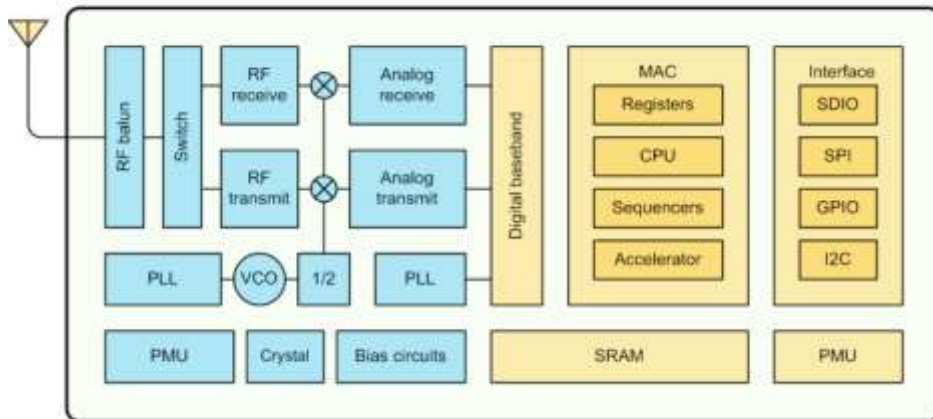 RF balun
Switch
RF
receive
Analog
receive
RF
transmit
Analog
transmit
PLL
VCO
1/2
PLL
Digital baseband
MAC
Registers
CPU
Sequencers
Accelerator
Interface
SDIO
SPI
GPIO
I2C
PMU
Crystal
Bias circuits
SRAM
PMU